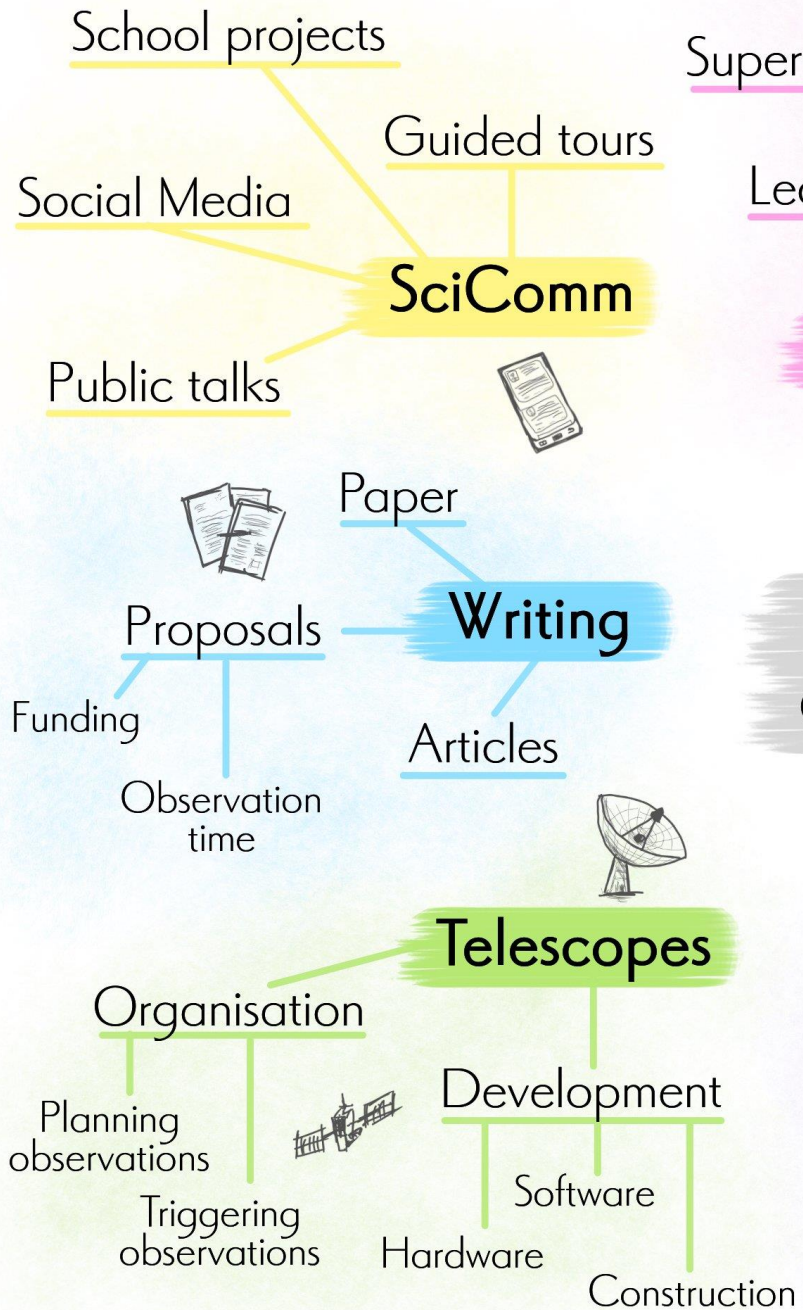 School projects
Guided tours
Social Media
SciComm
Public talks
Paper
Proposals
Writing
Funding
Articles
Observation
time
Telescopes
Organisation
Development
Planning
observations
Software
Triggering
observations
Hardware
Construction
Super